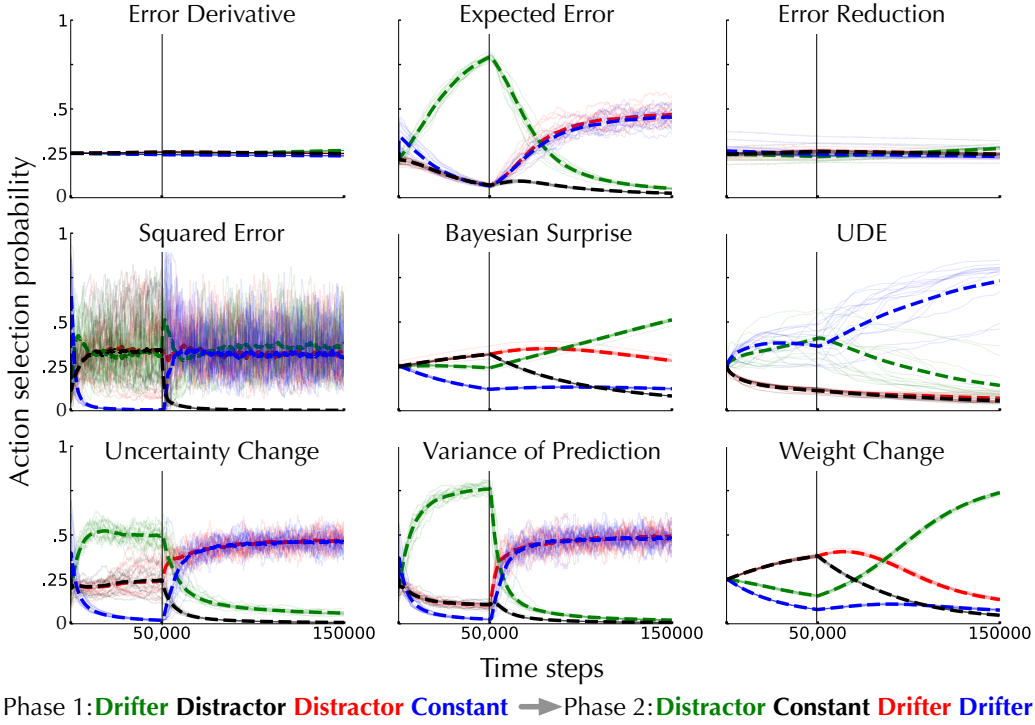 Error Derivative Expected Error Error Reduction
1
.5
.25
0
Squared Error Bayesian Surprise UDE
1
.5
.25
0
Uncertainty Change Variance of Prediction Weight Change
1
.5
.25
0
Action selection probability
50,000 150000 50,000 150000 50,000 150000
Time steps
Phase 1: Drifter Distractor Distractor Constant Phase 2: Distractor Constant Drifter Drifter